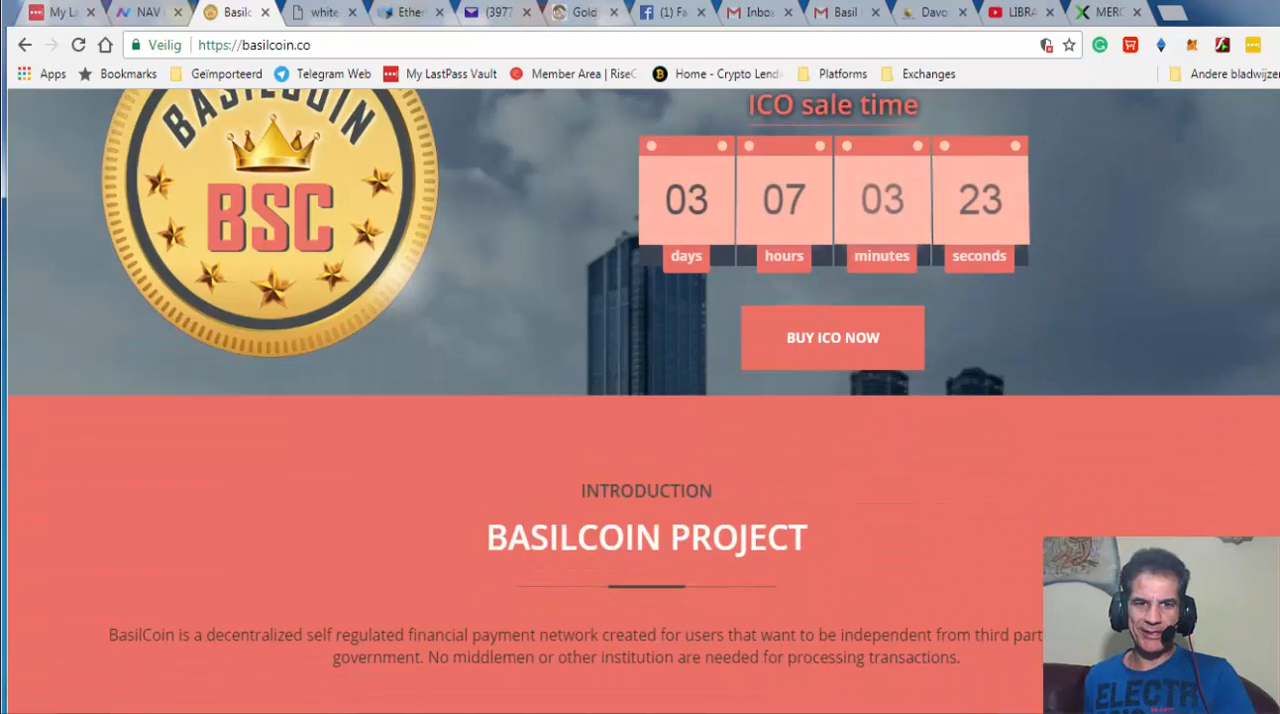 My La
NAV
Basilc
white
Ether
(3977
Gold
(1) Fa
Inbo
Basil
Davo
LIBRA
MERC
Veilig
https://basilcoin.co
Apps
Bookmarks
Geïmporteerd
Telegram Web
My LastPass Vault
Member Area | RiseC
Home - Crypto Lendi
Platforms
Exchanges
Andere bladwijzer
BASILCOIN
BSC
ICO sale time
03 07 03 23
days hours minutes seconds
BUY ICO NOW
INTRODUCTION
BASILCOIN PROJECT
BasilCoin is a decentralized self regulated financial payment network created for users that want to be independent from third part
government. No middlemen or other institution are needed for processing transactions.
ELECTR